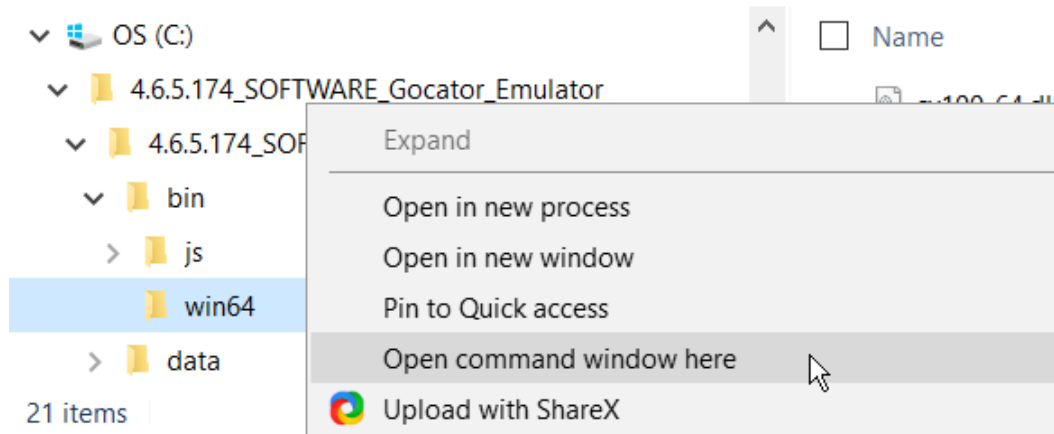 OS (C:)
Name
4.6.5.174_SOFTWARE_Gocator_Emulator
4.6.5.174_SOF
Expand
bin
Open in new process
js
Open in new window
win64
Pin to Quick access
data
Open command window here
21 items
Upload with ShareX